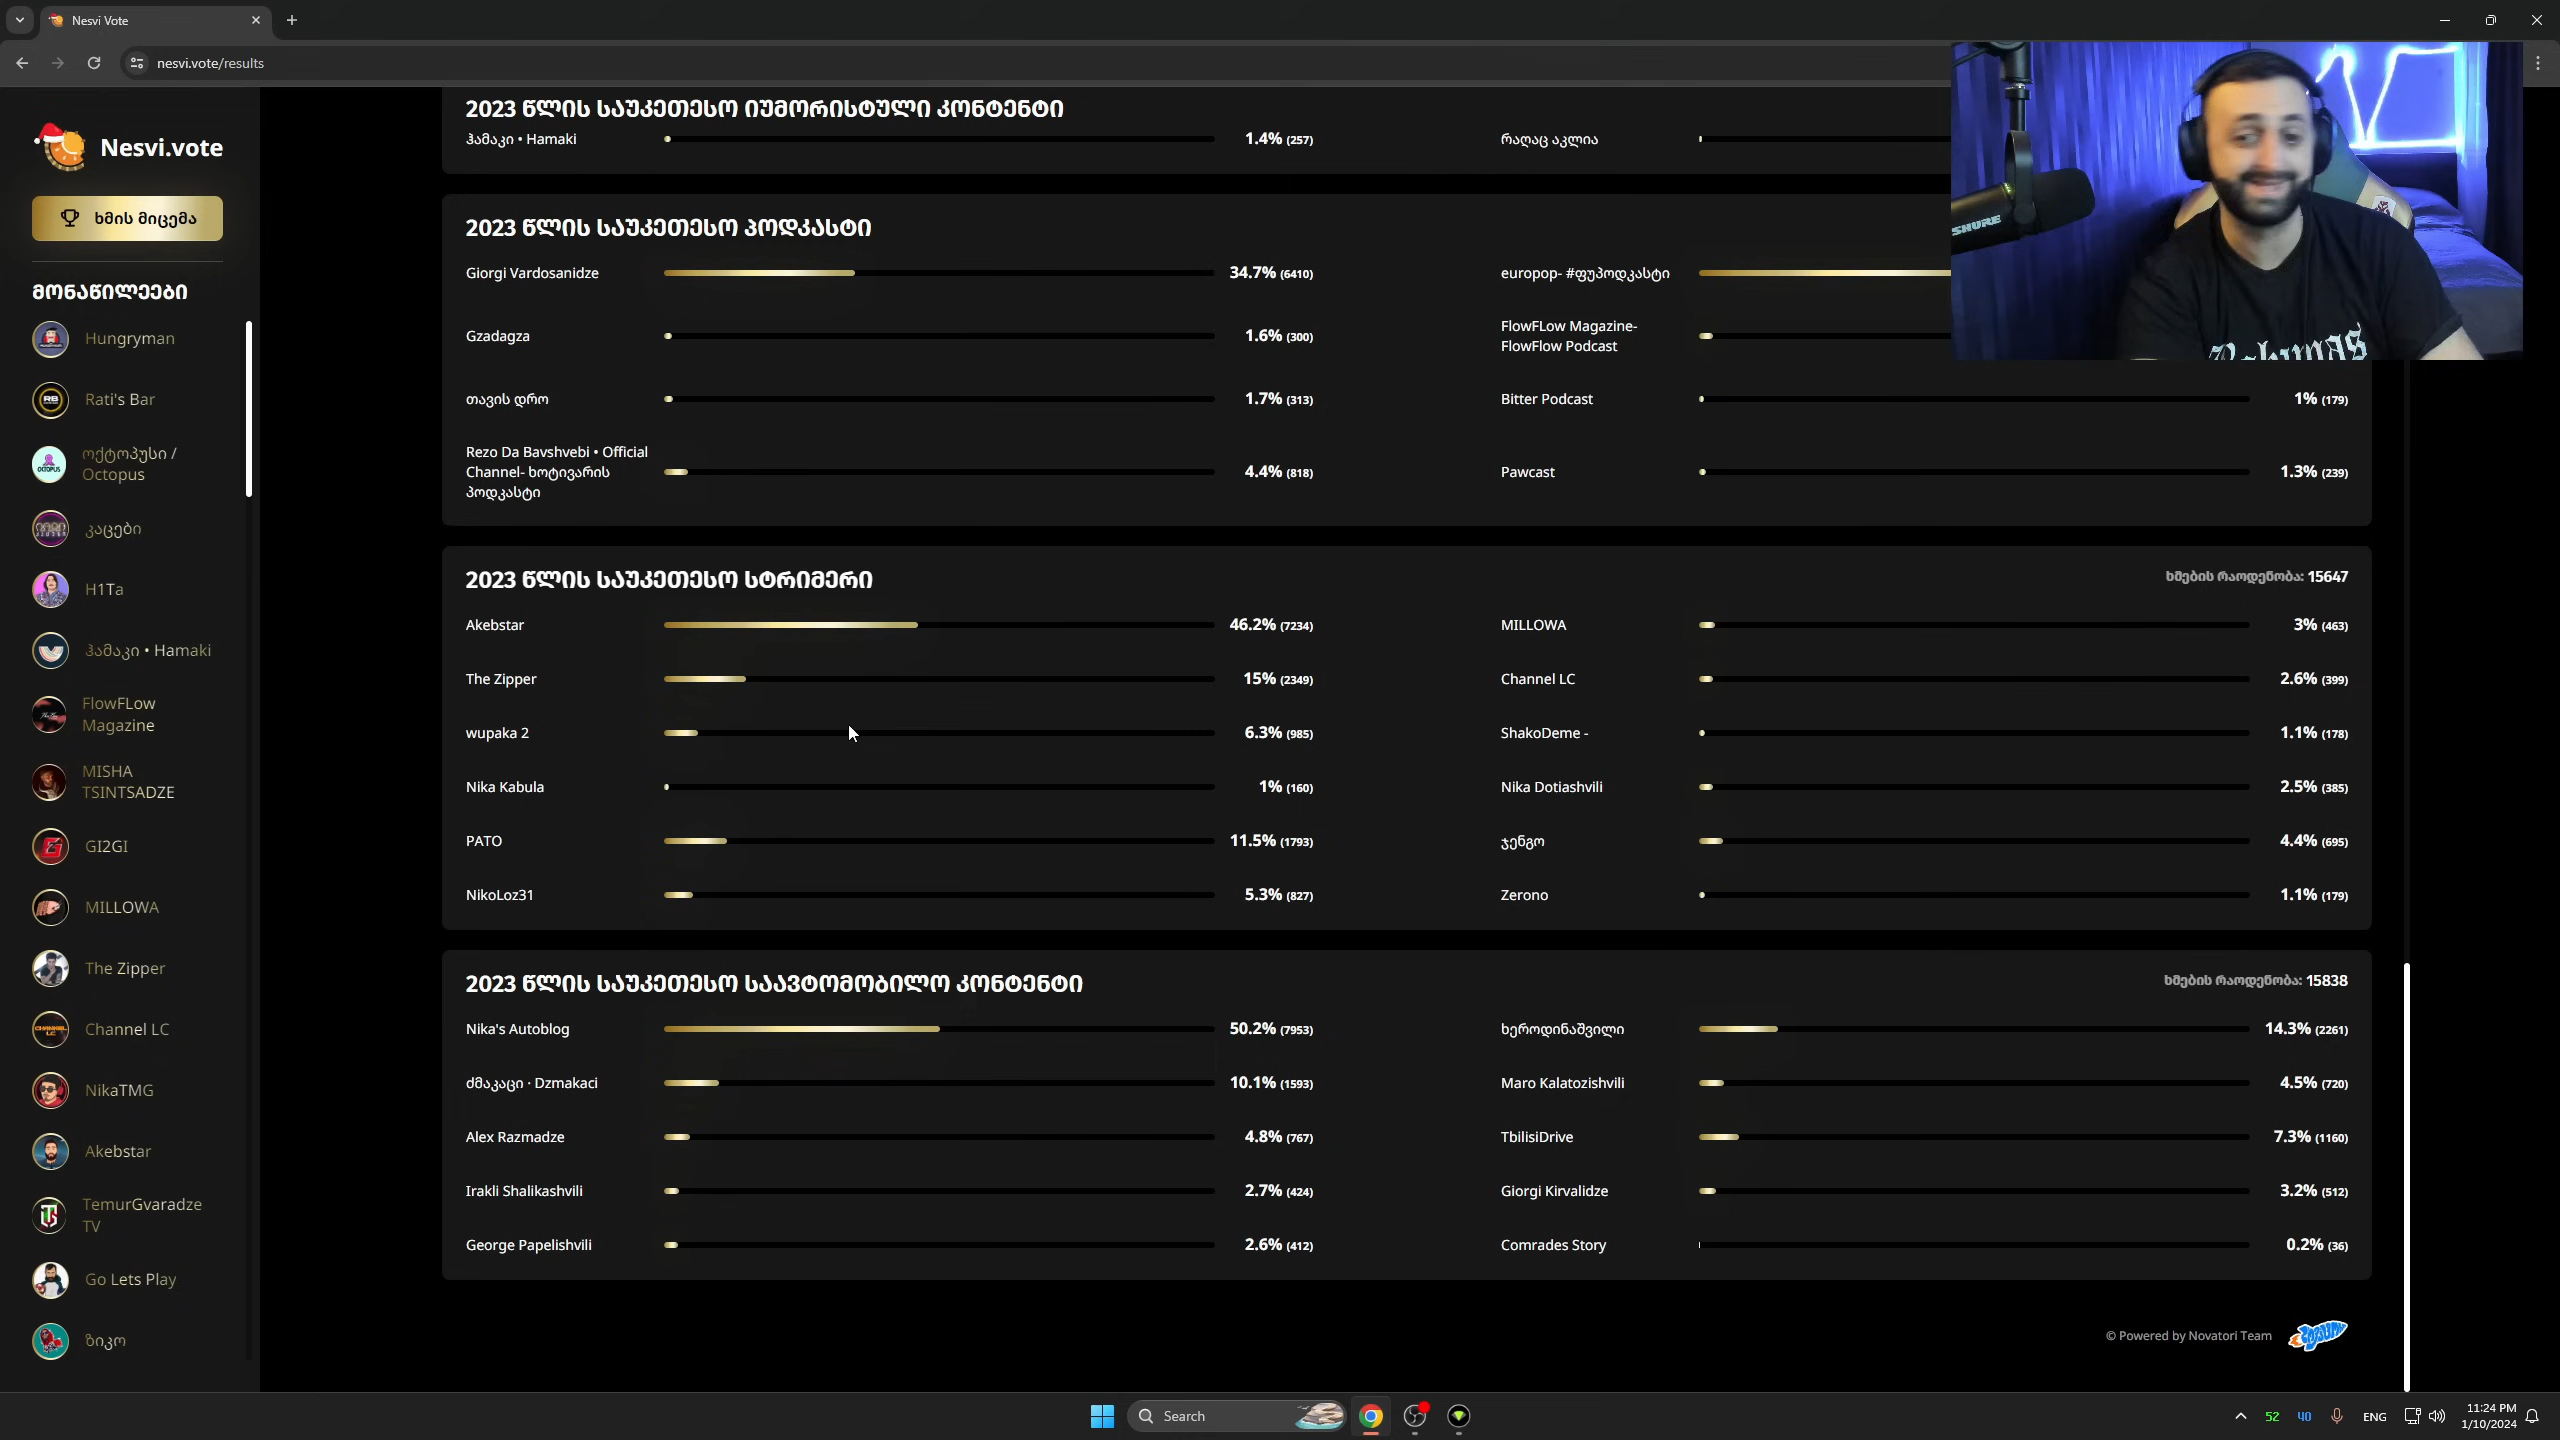 Nesvi Vote
nesvi.vote/results
Nesvi.vote
ხმის მიცემა
მონაწილეები
Hungryman
Rati's Bar
ოქტოპუსი /
Octopus
კაცები
H1Ta
ჰამაკი • Hamaki
FlowFLow
Magazine
MISHA
TSINTSADZE
GI2GI
MILLOWA
The Zipper
Channel LC
NikaTMG
Akebstar
TemurGvaradze
TV
Go Lets Play
ზიკო
2023 წლის საუკეთესო იუმორისტული კონტენტი
ჰამაკი • Hamaki 1.4% (257) რაღაც აკლია
2023 წლის საუკეთესო პოდკასტი
Giorgi Vardosanidze 34.7% (6410) europop- #ფუპოდკასტი
Gzadagza 1.6% (300) FlowFLow Magazine-
FlowFlow Podcast
თავის დრო 1.7% (313) Bitter Podcast 1% (179)
Rezo Da Bavshvebi • Official
Channel- ხოტივარის
პოდკასტი 4.4% (818) Pawcast 1.3% (239)
2023 წლის საუკეთესო სტრიმერი ხმების რაოდენობა: 15647
Akebstar 46.2% (7234) MILLOWA 3% (463)
The Zipper 15% (2349) Channel LC 2.6% (399)
wupaka 2 6.3% (985) ShakoDeme - 1.1% (178)
Nika Kabula 1% (160) Nika Dotiashvili 2.5% (385)
PATO 11.5% (1793) ჯენგო 4.4% (695)
NikoLoz31 5.3% (827) Zerono 1.1% (179)
2023 წლის საუკეთესო საავტომობილო კონტენტი ხმების რაოდენობა: 15838
Nika's Autoblog 50.2% (7953) ხეროდინაშვილი 14.3% (2261)
ძმაკაცი · Dzmakaci 10.1% (1593) Maro Kalatozishvili 4.5% (720)
Alex Razmadze 4.8% (767) TbilisiDrive 7.3% (1160)
Irakli Shalikashvili 2.7% (424) Giorgi Kirvalidze 3.2% (512)
George Papelishvili 2.6% (412) Comrades Story 0.2% (36)
© Powered by Novatori Team
SHURE
Search
52 40 ENG 11:24 PM
1/10/2024